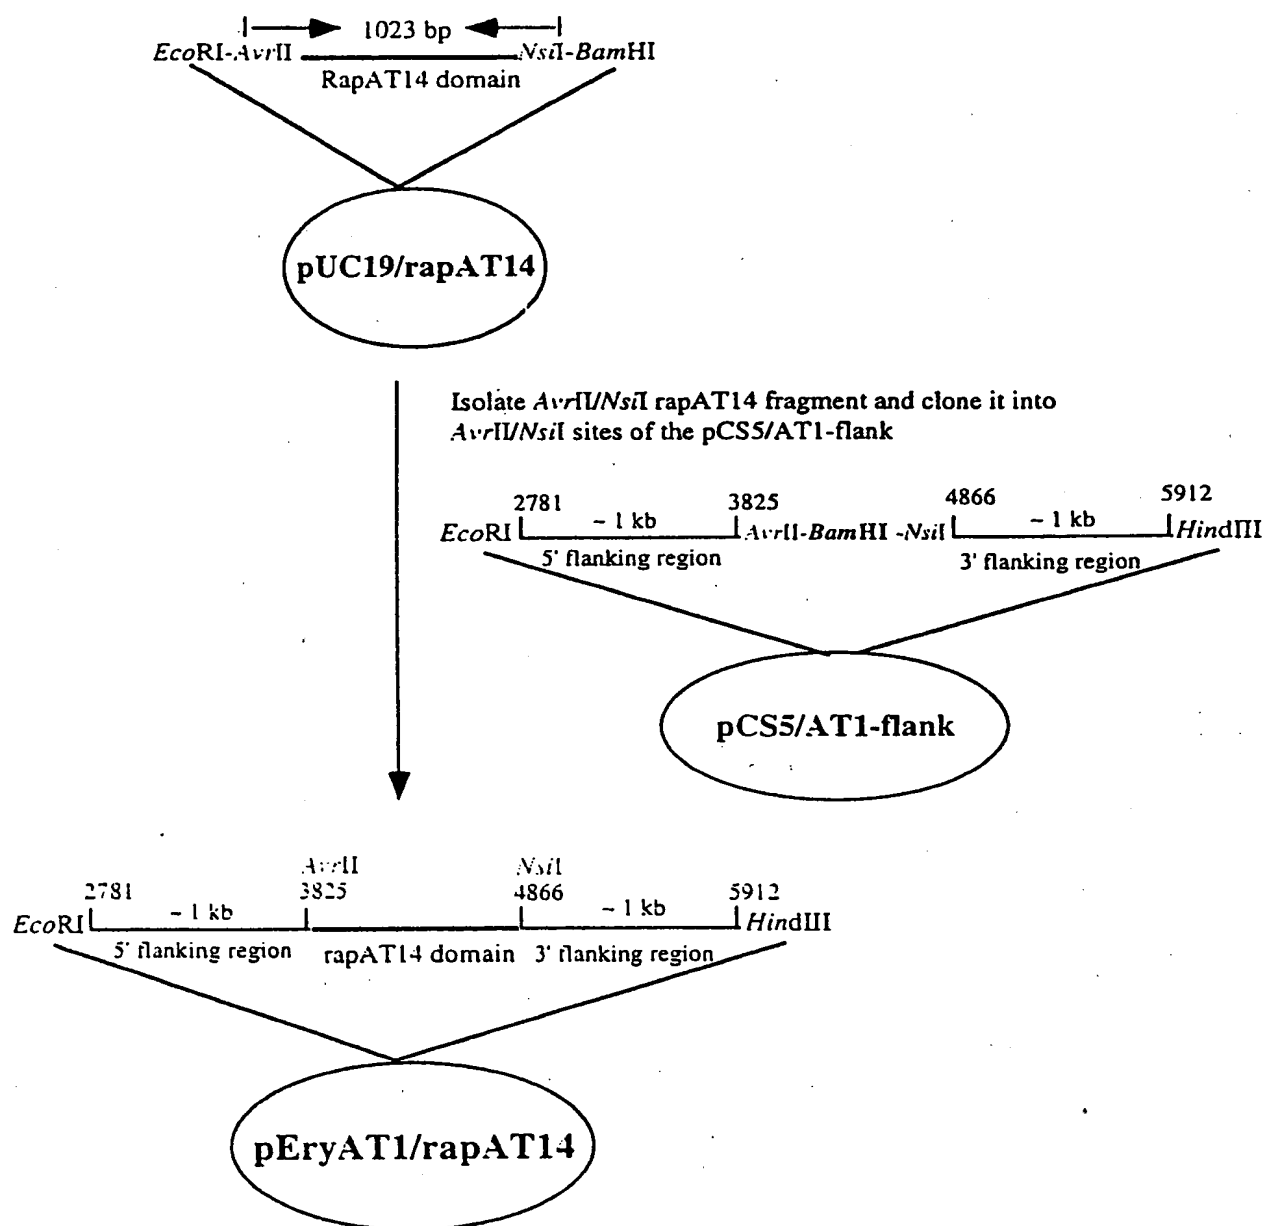 1023 bp
EcoRI-AvrII NsiI-BamHI
RapAT14 domain
pUC19/rapAT14
Isolate AvrII/NsiI rapAT14 fragment and clone it into
AvrII/NsiI sites of the pCS5/AT1-flank
2781 3825 4866 5912
EcoRI ~ 1 kb AvrII-BamHI -NsiI ~ 1 kb HindIII
5' flanking region 3' flanking region
pCS5/AT1-flank
AvrII NsiI
2781 3825 4866 5912
EcoRI ~ 1 kb ~ 1 kb HindIII
5' flanking region rapAT14 domain 3' flanking region
pEryAT1/rapAT14